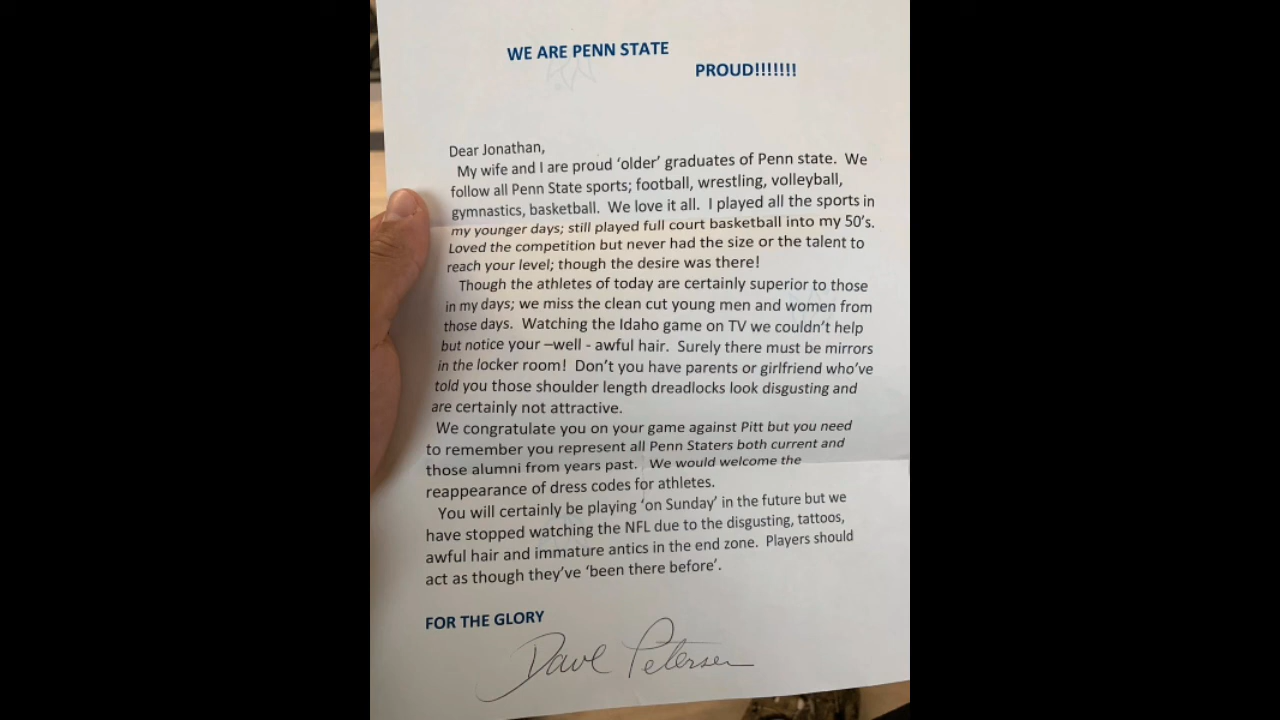 WE ARE PENN STATE
PROUD!!!!!!!
Dear Jonathan,
My wife and I are proud ‘older’ graduates of Penn state. We
follow all Penn State sports; football, wrestling, volleyball,
gymnastics, basketball. We love it all. I played all the sports in
my younger days; still played full court basketball into my 50’s.
Loved the competition but never had the size or the talent to
reach your level; though the desire was there!
Though the athletes of today are certainly superior to those
in my days; we miss the clean cut young men and women from
those days. Watching the Idaho game on TV we couldn’t help
but notice your –well - awful hair. Surely there must be mirrors
in the locker room! Don’t you have parents or girlfriend who’ve
told you those shoulder length dreadlocks look disgusting and
are certainly not attractive.
We congratulate you on your game against Pitt but you need
to remember you represent all Penn Staters both current and
those alumni from years past. We would welcome the
reappearance of dress codes for athletes.
You will certainly be playing ‘on Sunday’ in the future but we
have stopped watching the NFL due to the disgusting, tattoos,
awful hair and immature antics in the end zone. Players should
act as though they’ve ‘been there before’.
FOR THE GLORY
Dave Petersen